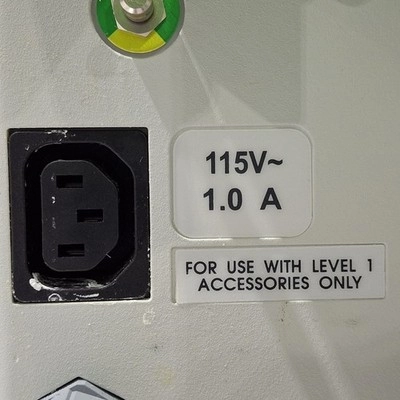 115V~
1.0 A
FOR USE WITH LEVEL 1
ACCESSORIES ONLY